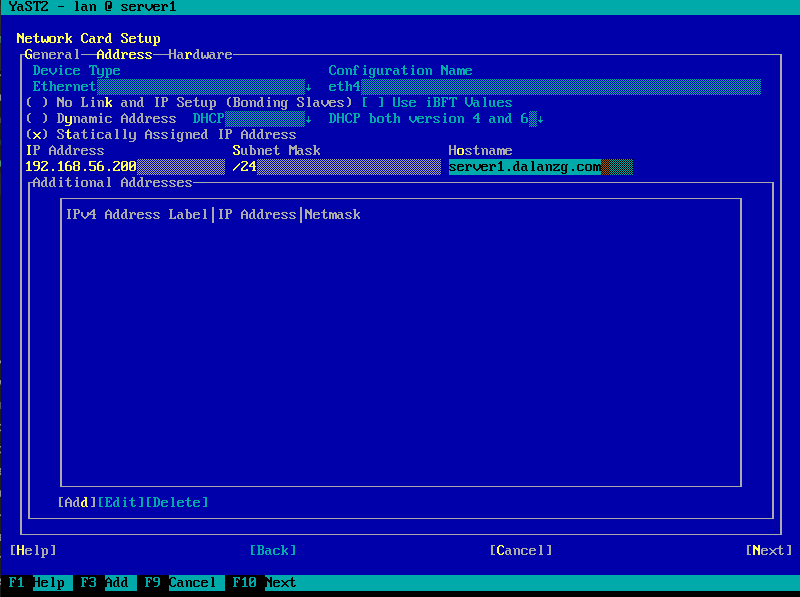 YaST2 - lan @ server1
Network Card Setup
General Address Hardware
Device Type Configuration Name
Ethernet ↓ eth4
( ) No Link and IP Setup (Bonding Slaves) [ ] Use iBFT Values
( ) Dynamic Address DHCP ↓ DHCP both version 4 and 6 ↓
(x) Statically Assigned IP Address
IP Address Subnet Mask Hostname
192.168.56.200 /24 server1.dalanzg.com
Additional Addresses
IPv4 Address Label|IP Address|Netmask
[Add][Edit][Delete]
[Help] [Back] [Cancel] [Next]
F1 Help F3 Add F9 Cancel F10 Next